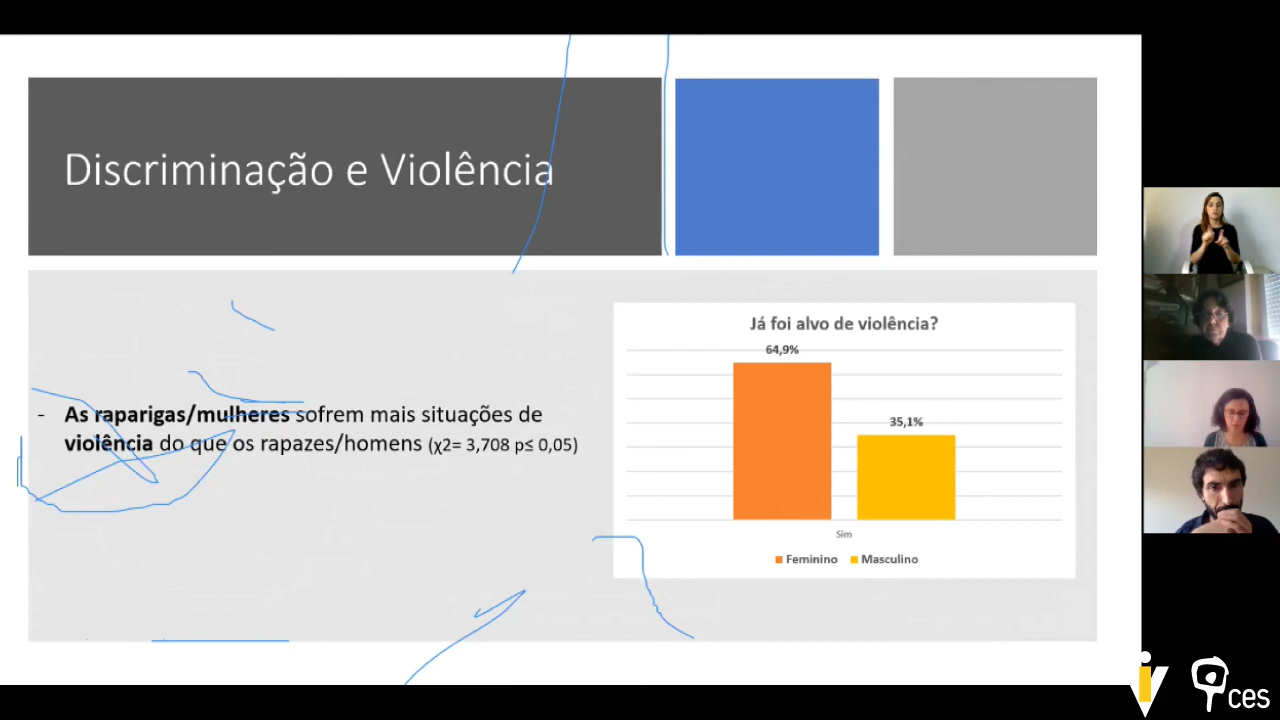 Discriminação e Violência
- As raparigas/mulheres sofrem mais situações de
violência do que os rapazes/homens (χ2= 3,708 p≤ 0,05)
Já foi alvo de violência?
64,9%
35,1%
Sim
Feminino Masculino
iv
ces